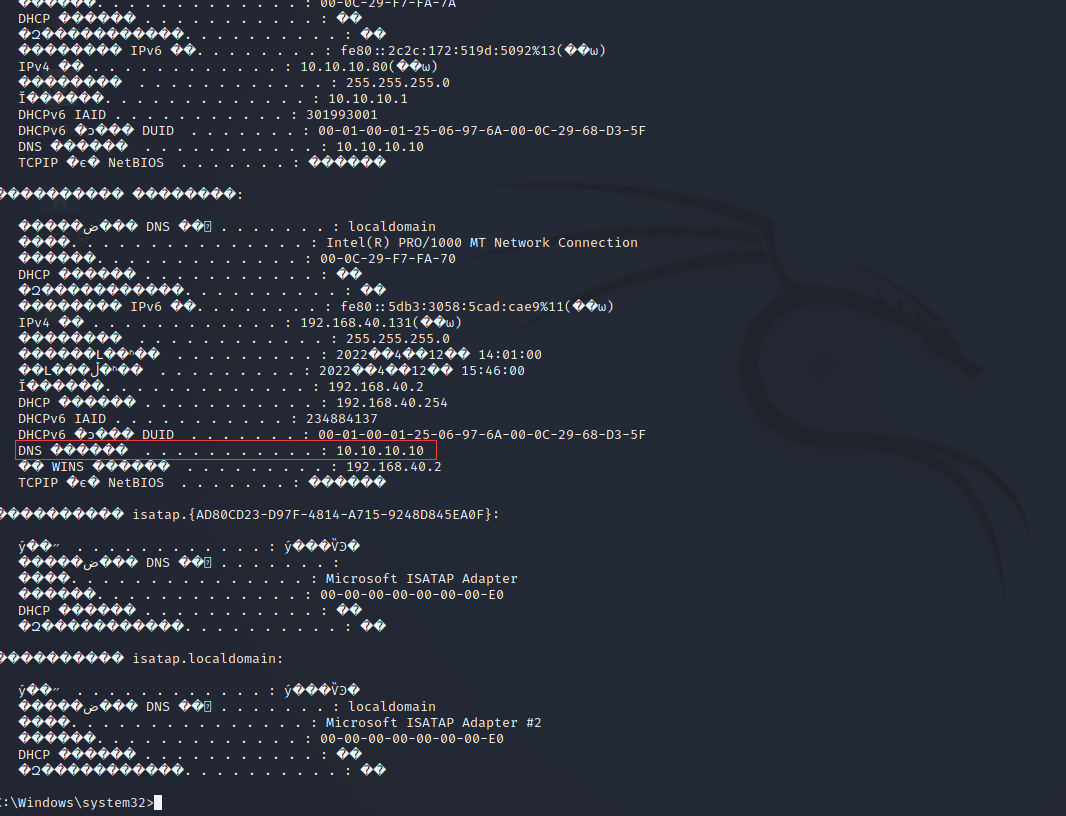 ������. . . . . . . . . . . . . : 00-0C-29-F7-FA-7A
DHCP ������ . . . . . . . . . . . : ��
�Զ�����������. . . . . . . . . . : ��
�������� IPv6 ��. . . . . . . . : fe80::2c2c:172:519d:5092%13(��ѡ)
IPv4 �� . . . . . . . . . . . . : 10.10.10.80(��ѡ)
��������  . . . . . . . . . . . . : 255.255.255.0
Ĭ������. . . . . . . . . . . . . : 10.10.10.1
DHCPv6 IAID . . . . . . . . . . . : 301993001
DHCPv6 �ͻ��� DUID  . . . . . . . : 00-01-00-01-25-06-97-6A-00-0C-29-68-D3-5F
DNS ������  . . . . . . . . . . . : 10.10.10.10
TCPIP �ϵ� NetBIOS  . . . . . . . : ������
���������� ��������:
�����ض��� DNS ��׺ . . . . . . . : localdomain
����. . . . . . . . . . . . . . . : Intel(R) PRO/1000 MT Network Connection
������. . . . . . . . . . . . . : 00-0C-29-F7-FA-70
DHCP ������ . . . . . . . . . . . : ��
�Զ�����������. . . . . . . . . . : ��
�������� IPv6 ��. . . . . . . . : fe80::5db3:3058:5cad:cae9%11(��ѡ)
IPv4 �� . . . . . . . . . . . . : 192.168.40.131(��ѡ)
��������  . . . . . . . . . . . . : 255.255.255.0
������Լ��ʱ��  . . . . . . . . . : 2022��4��12�� 14:01:00
��Լ���ڵ�ʱ��  . . . . . . . . . : 2022��4��12�� 15:46:00
Ĭ������. . . . . . . . . . . . . : 192.168.40.2
DHCP ������ . . . . . . . . . . . : 192.168.40.254
DHCPv6 IAID . . . . . . . . . . . : 234884137
DHCPv6 �ͻ��� DUID  . . . . . . . : 00-01-00-01-25-06-97-6A-00-0C-29-68-D3-5F
DNS ������  . . . . . . . . . . . : 10.10.10.10
�� WINS ������  . . . . . . . . . : 192.168.40.2
TCPIP �ϵ� NetBIOS  . . . . . . . : ������
���������� isatap.{AD80CD23-D97F-4814-A715-9248D845EA0F}:
ý��״  . . . . . . . . . . . . : ý���ѶϿ�
�����ض��� DNS ��׺ . . . . . . . :
����. . . . . . . . . . . . . . . : Microsoft ISATAP Adapter
������. . . . . . . . . . . . . : 00-00-00-00-00-00-00-E0
DHCP ������ . . . . . . . . . . . : ��
�Զ�����������. . . . . . . . . . : ��
���������� isatap.localdomain:
ý��״  . . . . . . . . . . . . : ý���ѶϿ�
�����ض��� DNS ��׺ . . . . . . . : localdomain
����. . . . . . . . . . . . . . . : Microsoft ISATAP Adapter #2
������. . . . . . . . . . . . . : 00-00-00-00-00-00-00-E0
DHCP ������ . . . . . . . . . . . : ��
�Զ�����������. . . . . . . . . . : ��
C:\Windows\system32>